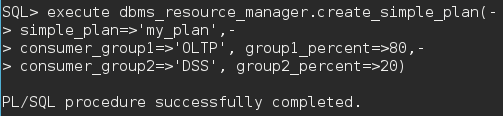 SQL> execute dbms_resource_manager.create_simple_plan(-
> simple_plan=>'my_plan',-
> consumer_group1=>'OLTP', group1_percent=>80,-
> consumer_group2=>'DSS', group2_percent=>20)
PL/SQL procedure successfully completed.